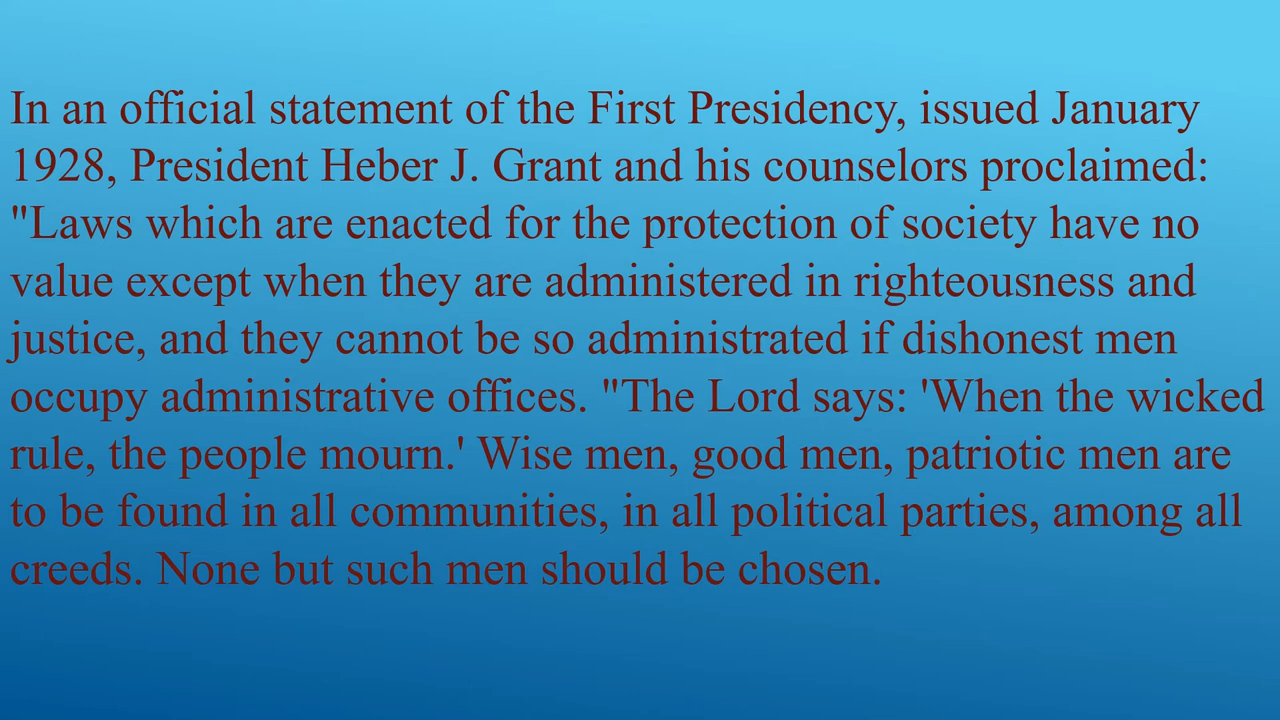 In an official statement of the First Presidency, issued January
1928, President Heber J. Grant and his counselors proclaimed:
"Laws which are enacted for the protection of society have no
value except when they are administered in righteousness and
justice, and they cannot be so administrated if dishonest men
occupy administrative offices. "The Lord says: 'When the wicked
rule, the people mourn.' Wise men, good men, patriotic men are
to be found in all communities, in all political parties, among all
creeds. None but such men should be chosen.